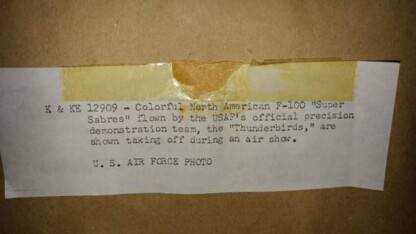 K & KE 12909 - Colorful North American F-100 "Super
Sabres" flown by the USAF's official precision
demonstration team, the "Thunderbirds," are
shown taking off during an air show.
U. S. AIR FORCE PHOTO